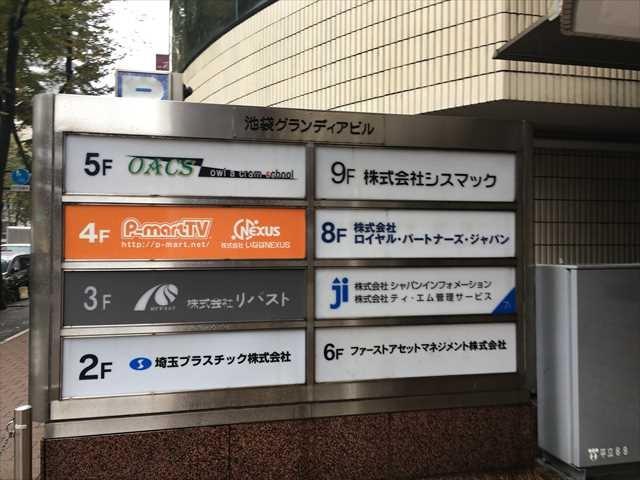 池袋グランディアビル
5F OACS owl's crom school
4F P-martTV http://p-mart.net/ NEXUS 株式会社 いなほNEXUS
3F 株式会社リバスト
2F 埼玉プラスチック株式会社
9F 株式会社シスマック
8F 株式会社
ロイヤル・パートナーズ・ジャパン
ji 株式会社 ジャパンインフォメーション
株式会社 ティ・エム管理サービス
6F ファーストアセットマネジメント株式会社
P